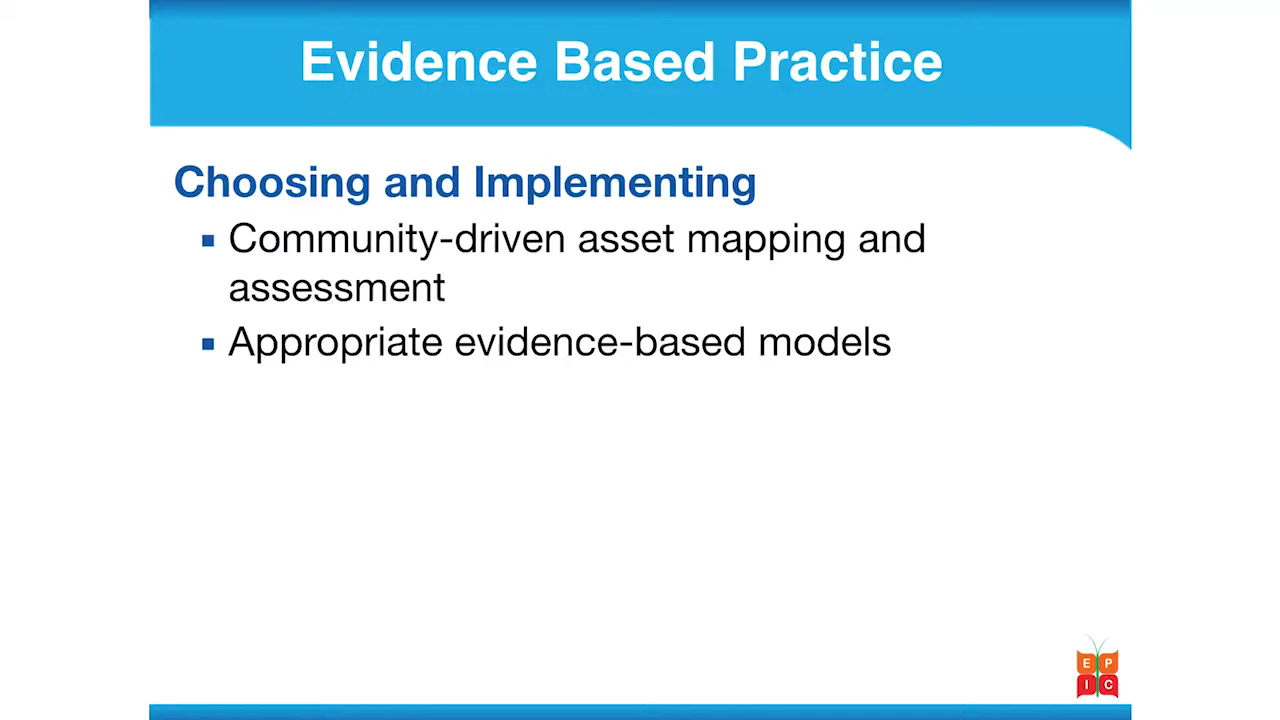 Evidence Based Practice
Choosing and Implementing
▪ Community-driven asset mapping and
assessment
▪ Appropriate evidence-based models
E P
I C